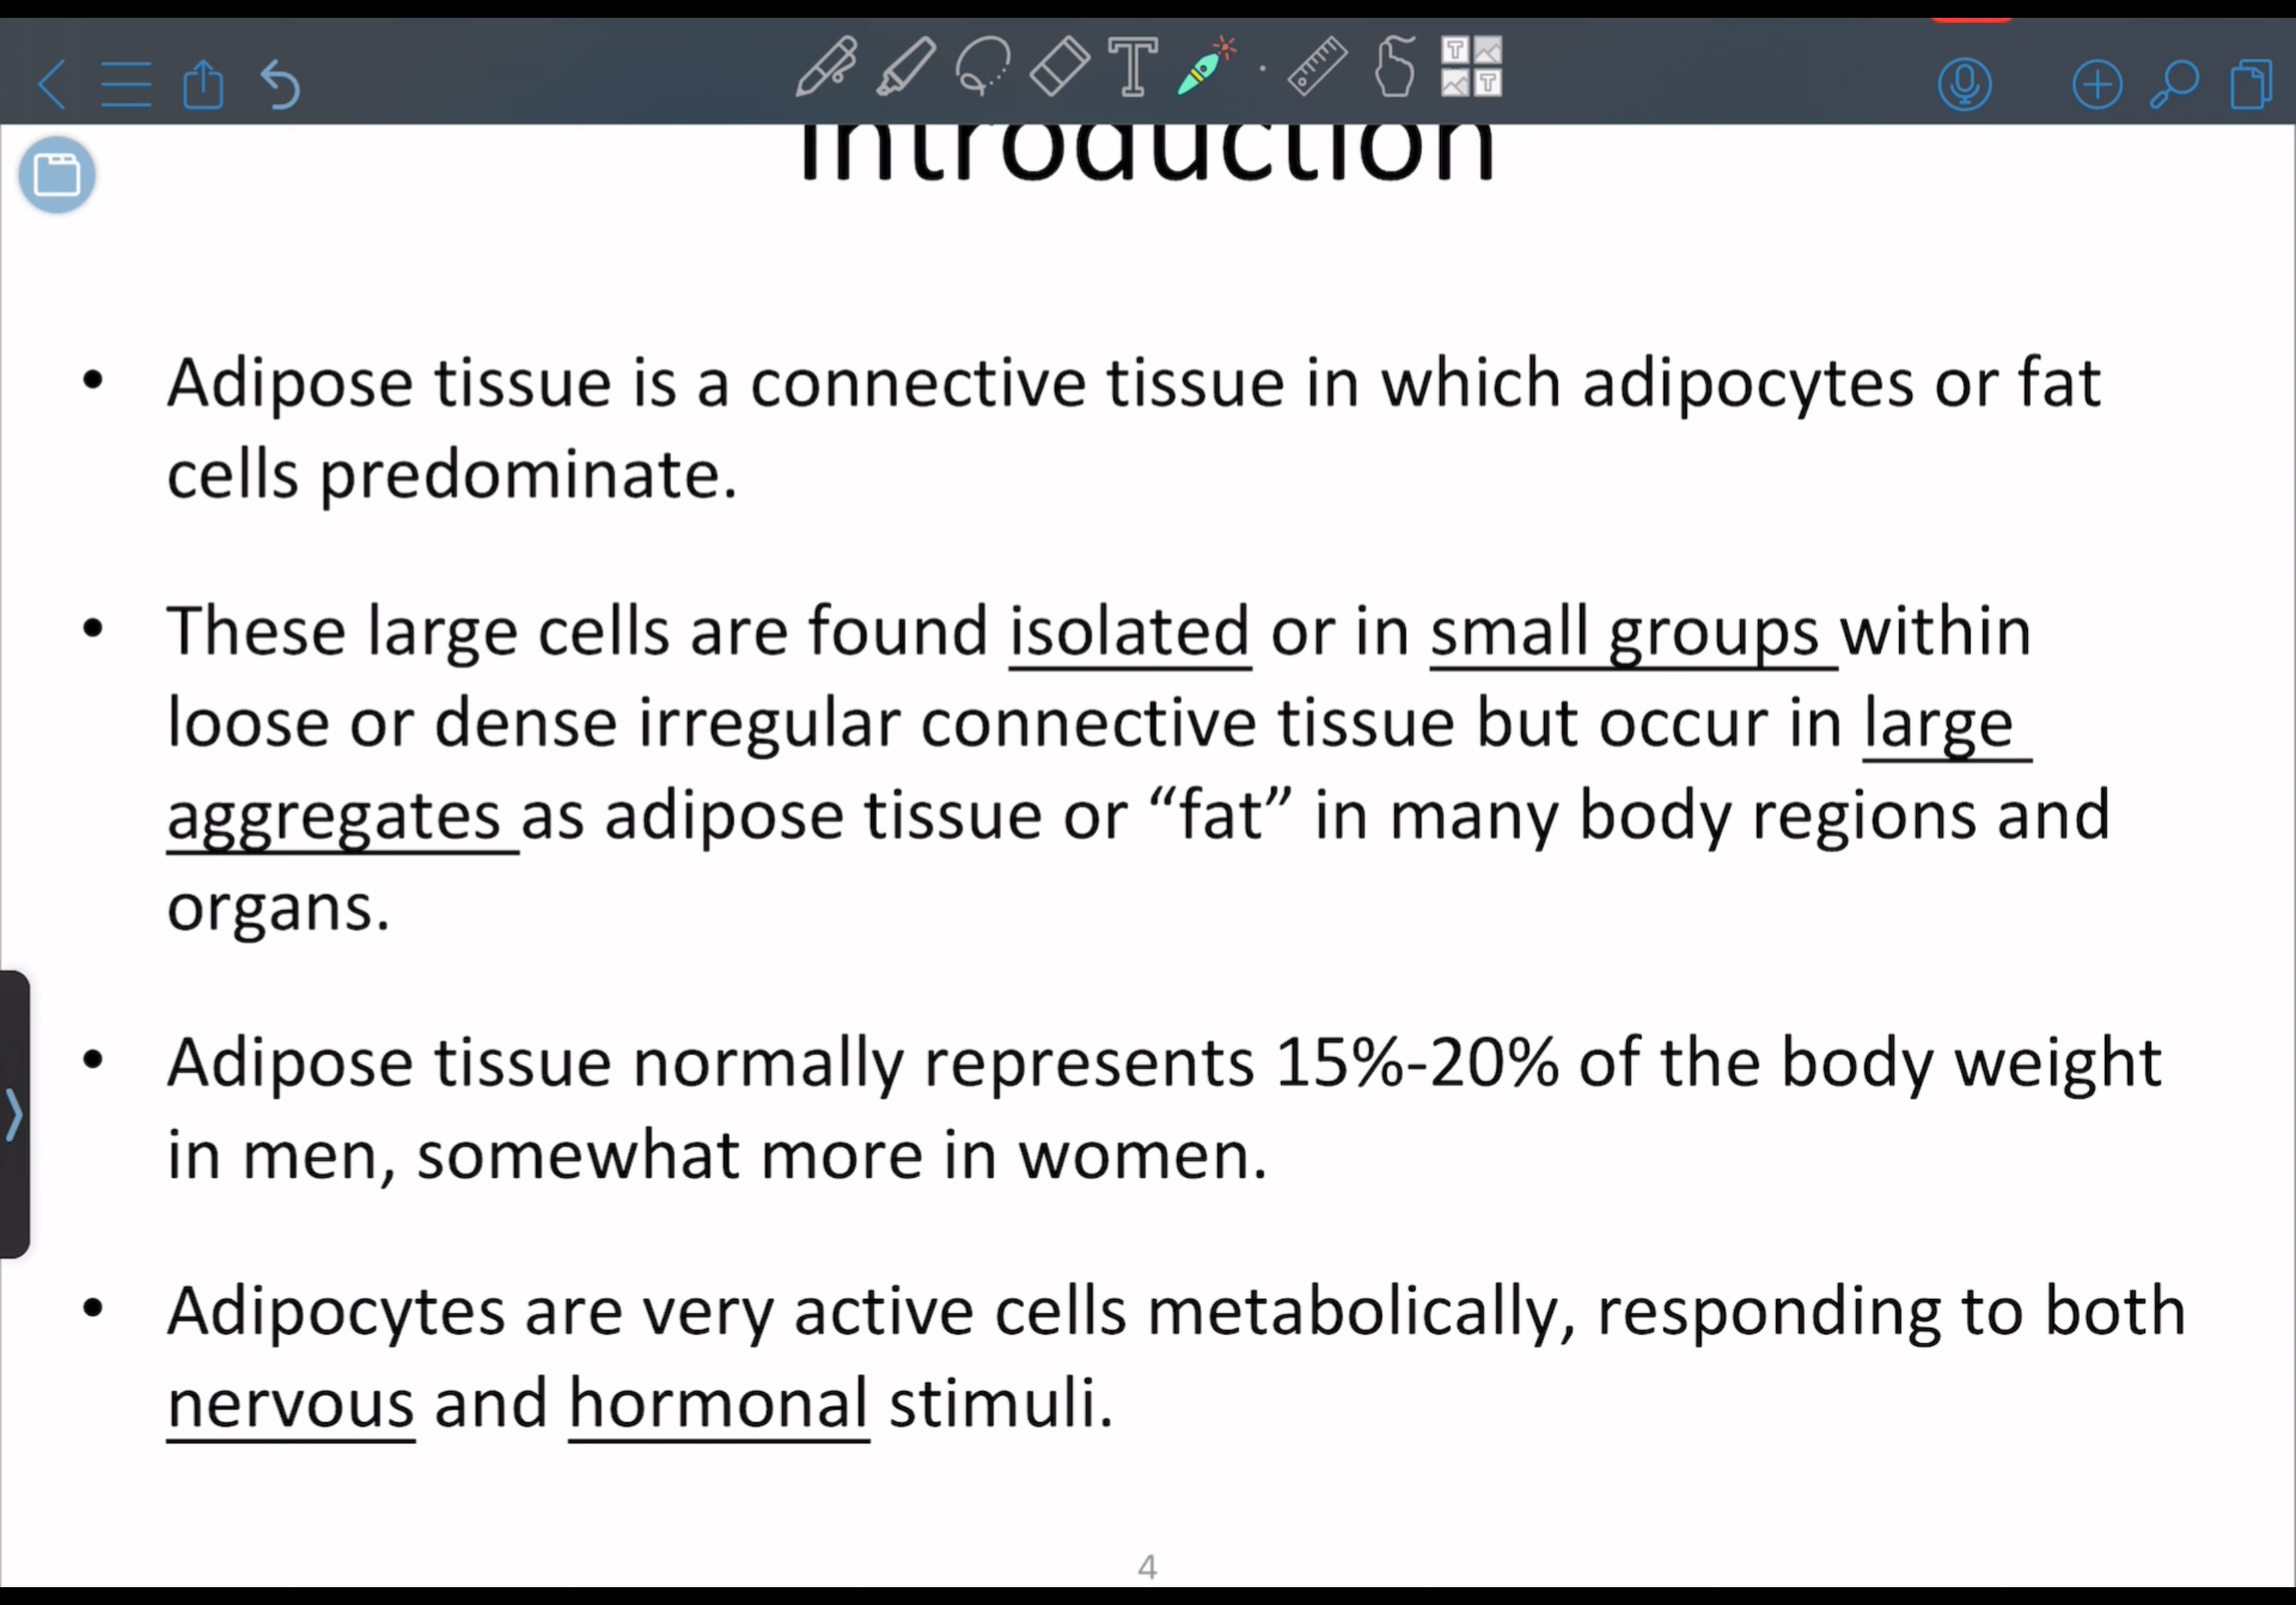 Introduction
• Adipose tissue is a connective tissue in which adipocytes or fat
cells predominate.
• These large cells are found isolated or in small groups within
loose or dense irregular connective tissue but occur in large
aggregates as adipose tissue or “fat” in many body regions and
organs.
• Adipose tissue normally represents 15%-20% of the body weight
in men, somewhat more in women.
• Adipocytes are very active cells metabolically, responding to both
nervous and hormonal stimuli.
4